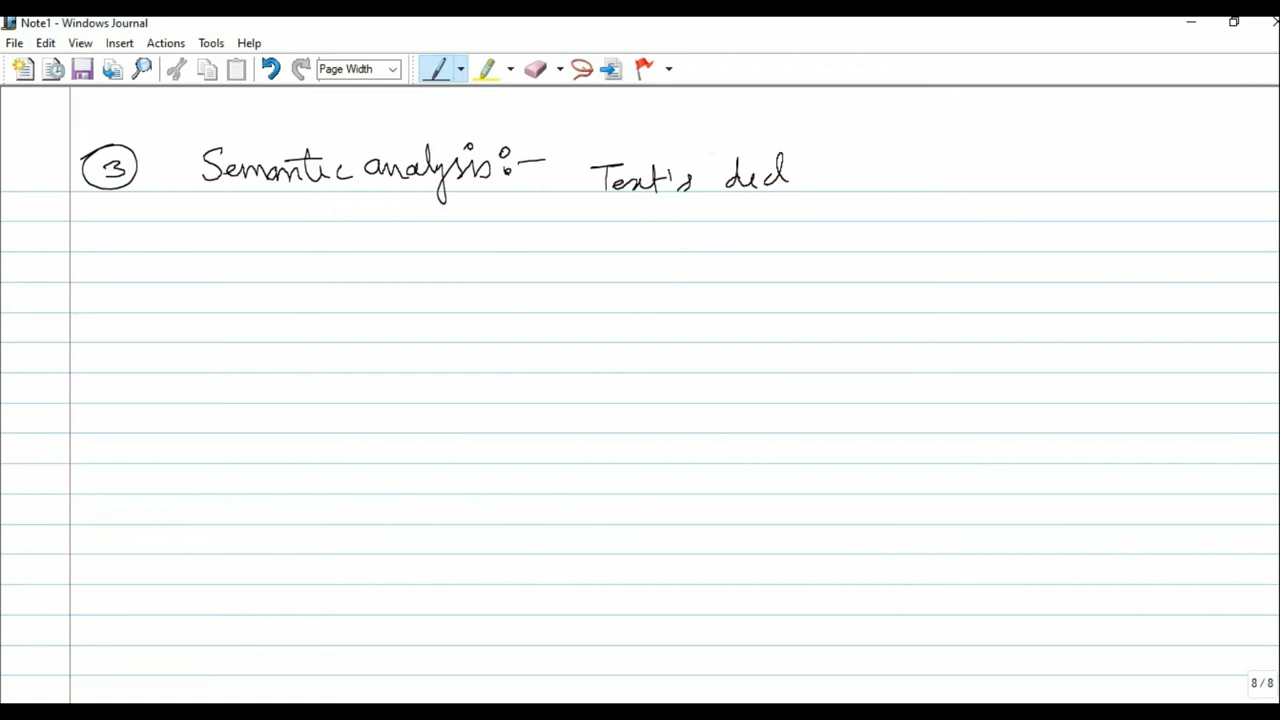 Note1 - Windows Journal
File Edit View Insert Actions Tools Help
Page Width
3 Semantic analysis:- Text's ded
8/8